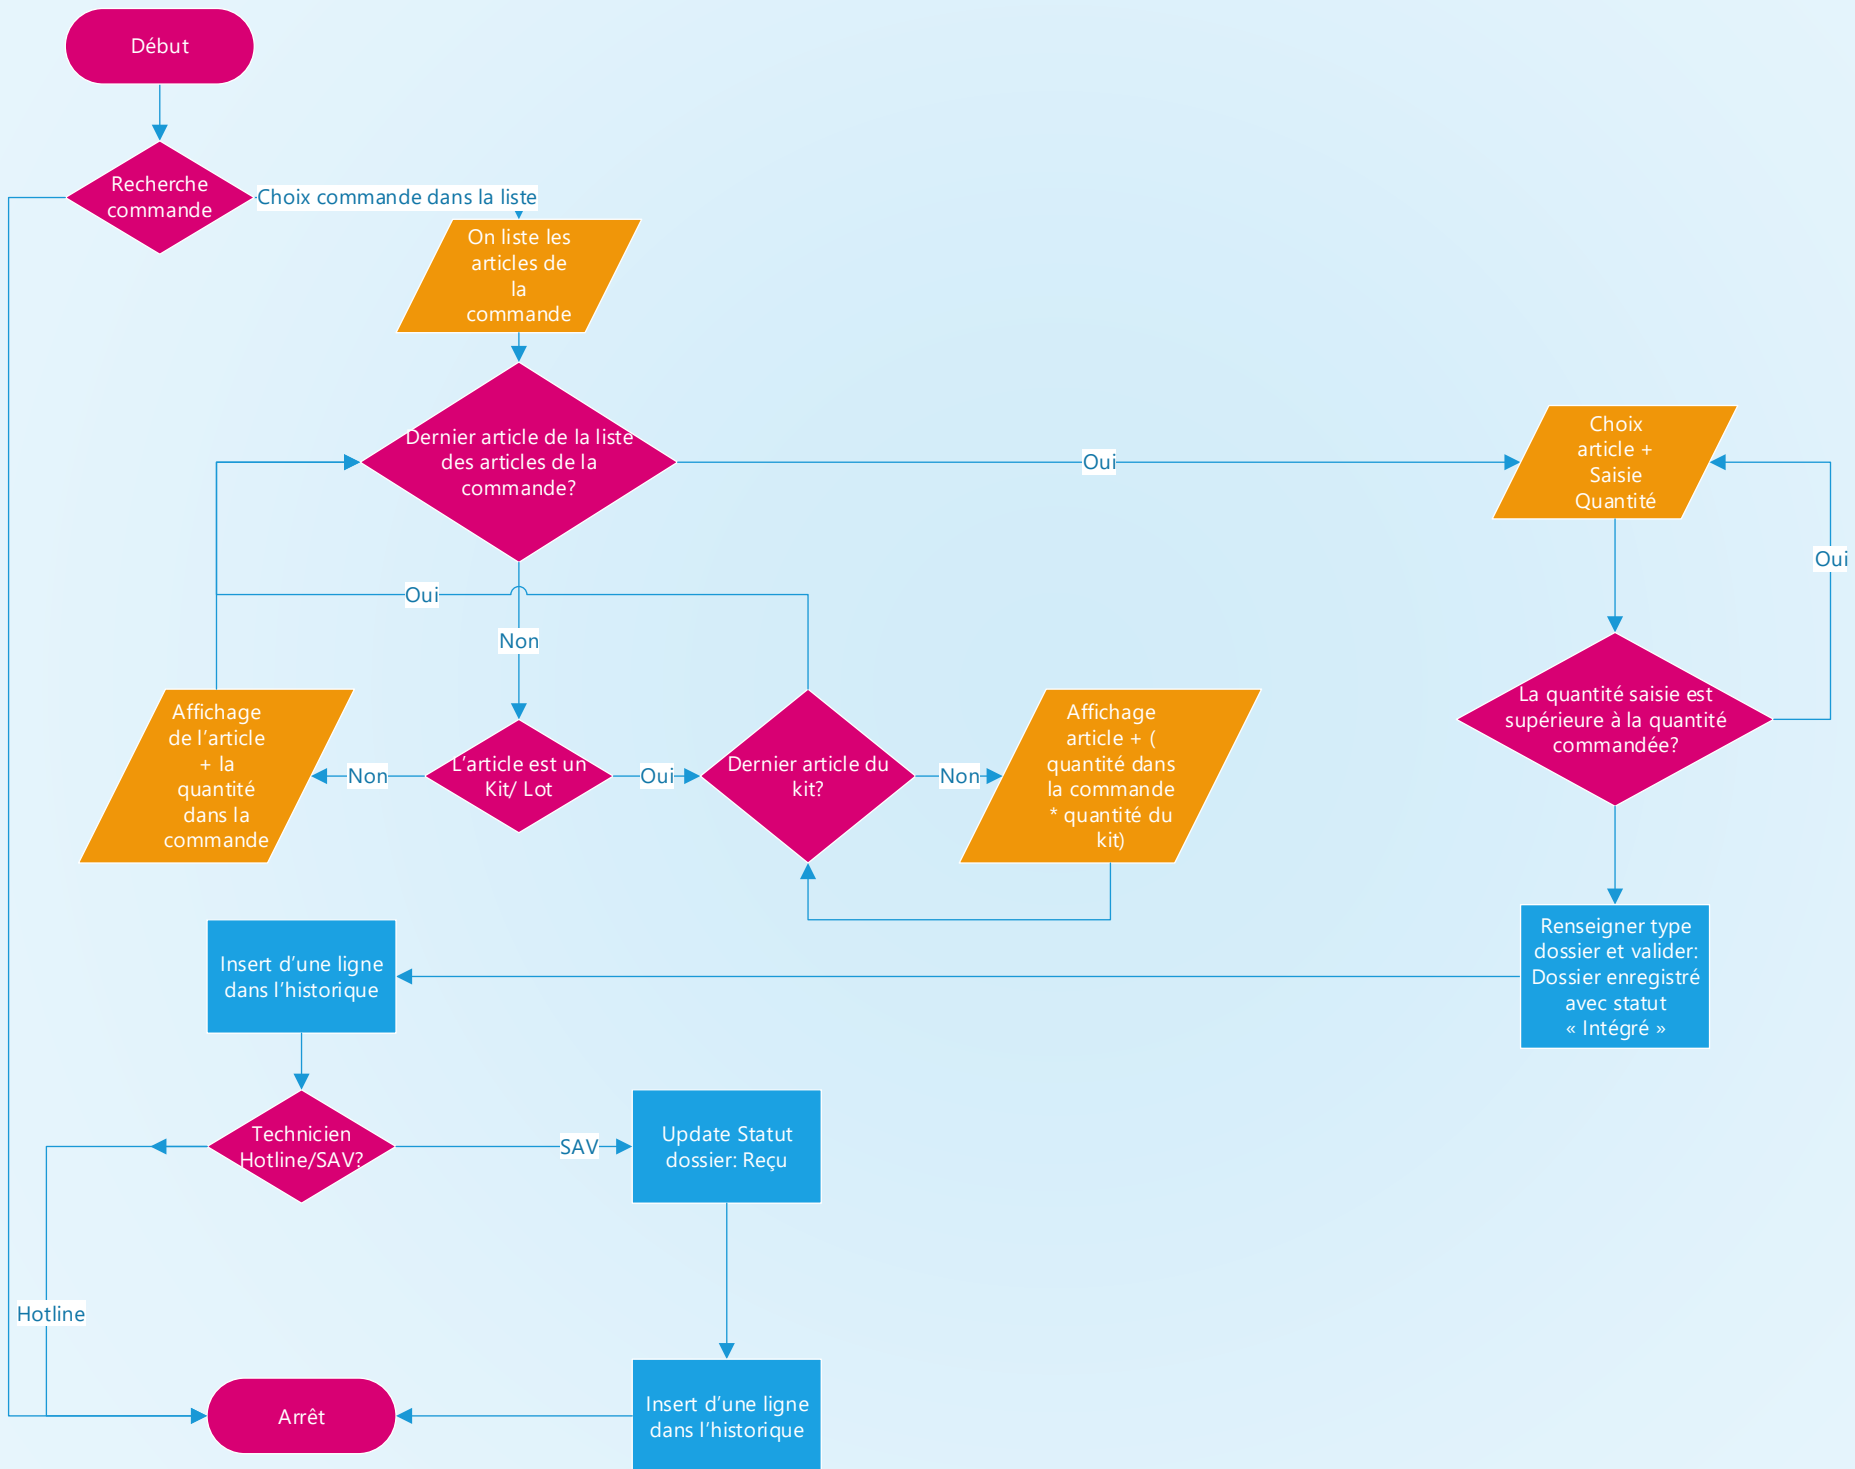 Début
Recherche
commande
Choix commande dans la liste
On liste les
articles de
la
commande
Dernier article de la liste
des articles de la
commande?
Oui
Choix
article +
Saisie
Quantité
Oui
Oui
Non
La quantité saisie est
supérieure à la quantité
commandée?
Affichage
de l’article
+ la
quantité
dans la
commande
Non
L’article est un
Kit/ Lot
Oui
Dernier article du
kit?
Non
Affichage
article + (
quantité dans
la commande
* quantité du
kit)
Renseigner type
dossier et valider:
Dossier enregistré
avec statut
« Intégré »
Insert d’une ligne
dans l’historique
Technicien
Hotline/SAV?
SAV
Update Statut
dossier: Reçu
Hotline
Arrêt
Insert d’une ligne
dans l’historique